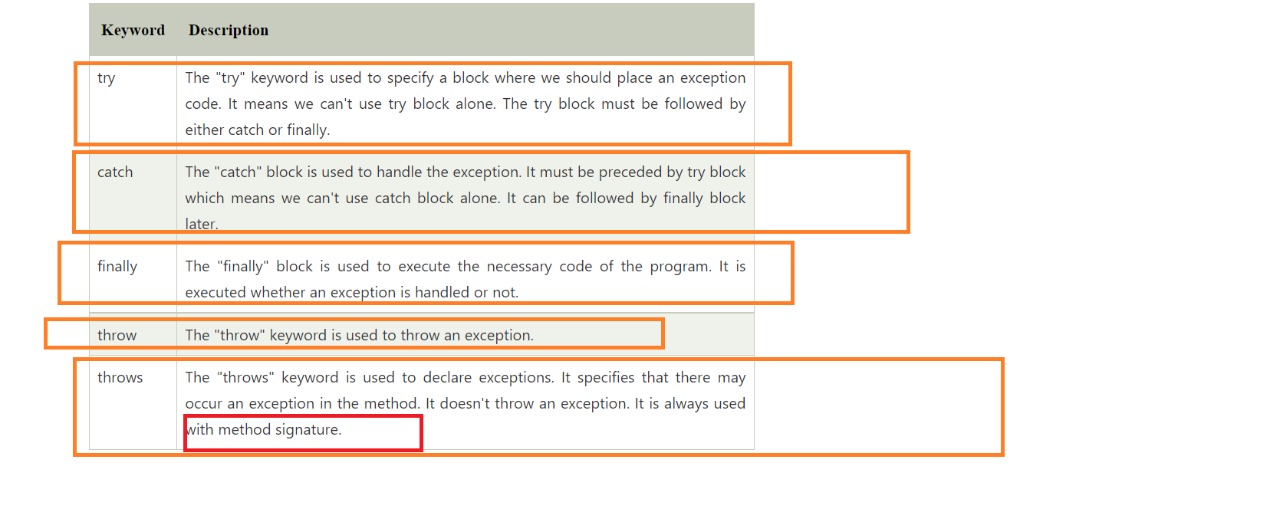 Keyword Description
try The "try" keyword is used to specify a block where we should place an exception
code. It means we can't use try block alone. The try block must be followed by
either catch or finally.
catch The "catch" block is used to handle the exception. It must be preceded by try block
which means we can't use catch block alone. It can be followed by finally block
later.
finally The "finally" block is used to execute the necessary code of the program. It is
executed whether an exception is handled or not.
throw The "throw" keyword is used to throw an exception.
throws The "throws" keyword is used to declare exceptions. It specifies that there may
occur an exception in the method. It doesn't throw an exception. It is always used
with method signature.